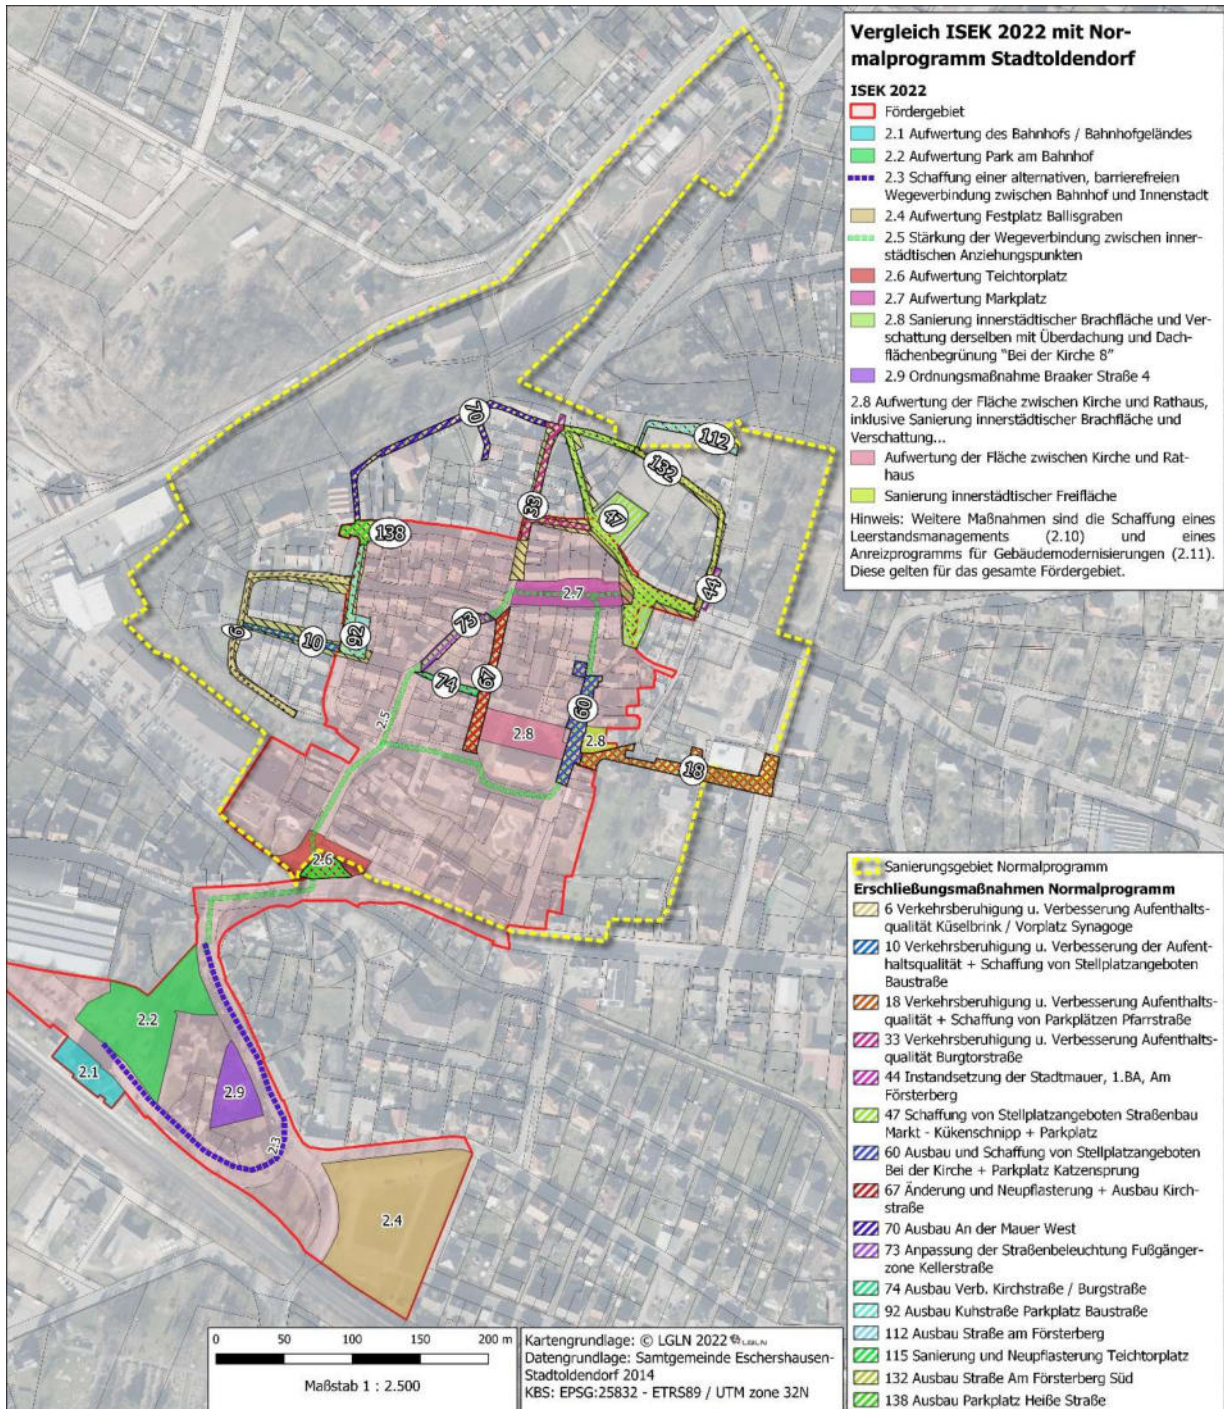 Vergleich ISEK 2022 mit Nor-
malprogramm Stadtoldendorf
ISEK 2022
Fördergebiet
2.1 Aufwertung des Bahnhofs / Bahnhofgeländes
2.2 Aufwertung Park am Bahnhof
2.3 Schaffung einer alternativen, barrierefreien
Wegeverbindung zwischen Bahnhof und Innenstadt
2.4 Aufwertung Festplatz Ballisgraben
2.5 Stärkung der Wegeverbindung zwischen inner-
städtischen Anziehungspunkten
2.6 Aufwertung Teichtorplatz
2.7 Aufwertung Markplatz
2.8 Sanierung innerstädtischer Brachfläche und Ver-
schattung derselben mit Überdachung und Dach-
flächenbegrünung "Bei der Kirche 8"
2.9 Ordnungsmaßnahme Braaker Straße 4
2.8 Aufwertung der Fläche zwischen Kirche und Rathaus,
inklusive Sanierung innerstädtischer Brachfläche und
Verschattung...
Aufwertung der Fläche zwischen Kirche und Rat-
haus
Sanierung innerstädtischer Freifläche
Hinweis: Weitere Maßnahmen sind die Schaffung eines
Leerstandsmanagements (2.10) und eines
Anreizprogramms für Gebäudemodernisierungen (2.11).
Diese gelten für das gesamte Fördergebiet.
70
112
132
33
47
138
44
2.7
73
6
10
92
74
67
60
2.5
2.8
2.8
18
2.6
2.2
2.1
2.9
2.3
2.4
Sanierungsgebiet Normalprogramm
Erschließungsmaßnahmen Normalprogramm
6 Verkehrsberuhigung u. Verbesserung Aufenthalts-
qualität Küselbrink / Vorplatz Synagoge
10 Verkehrsberuhigung u. Verbesserung der Aufent-
haltsqualität + Schaffung von Stellplatzangeboten
Baustraße
18 Verkehrsberuhigung u. Verbesserung Aufenthalts-
qualität + Schaffung von Parkplätzen Pfarrstraße
33 Verkehrsberuhigung u. Verbesserung Aufenthalts-
qualität Burgtorstraße
44 Instandsetzung der Stadtmauer, 1.BA, Am
Försterberg
47 Schaffung von Stellplatzangeboten Straßenbau
Markt - Kükenschnipp + Parkplatz
60 Ausbau und Schaffung von Stellplatzangeboten
Bei der Kirche + Parkplatz Katzensprung
67 Änderung und Neupflasterung + Ausbau Kirch-
straße
70 Ausbau An der Mauer West
73 Anpassung der Straßenbeleuchtung Fußgänger-
zone Kellerstraße
74 Ausbau Verb. Kirchstraße / Burgstraße
92 Ausbau Kuhstraße Parkplatz Baustraße
112 Ausbau Straße am Försterberg
115 Sanierung und Neupflasterung Teichtorplatz
132 Ausbau Straße Am Försterberg Süd
138 Ausbau Parkplatz Heiße Straße
0 50 100 150 200 m
Maßstab 1 : 2.500
Kartengrundlage: © LGLN 2022 LGLN
Datengrundlage: Samtgemeinde Eschershausen-
Stadtoldendorf 2014
KBS: EPSG:25832 - ETRS89 / UTM zone 32N